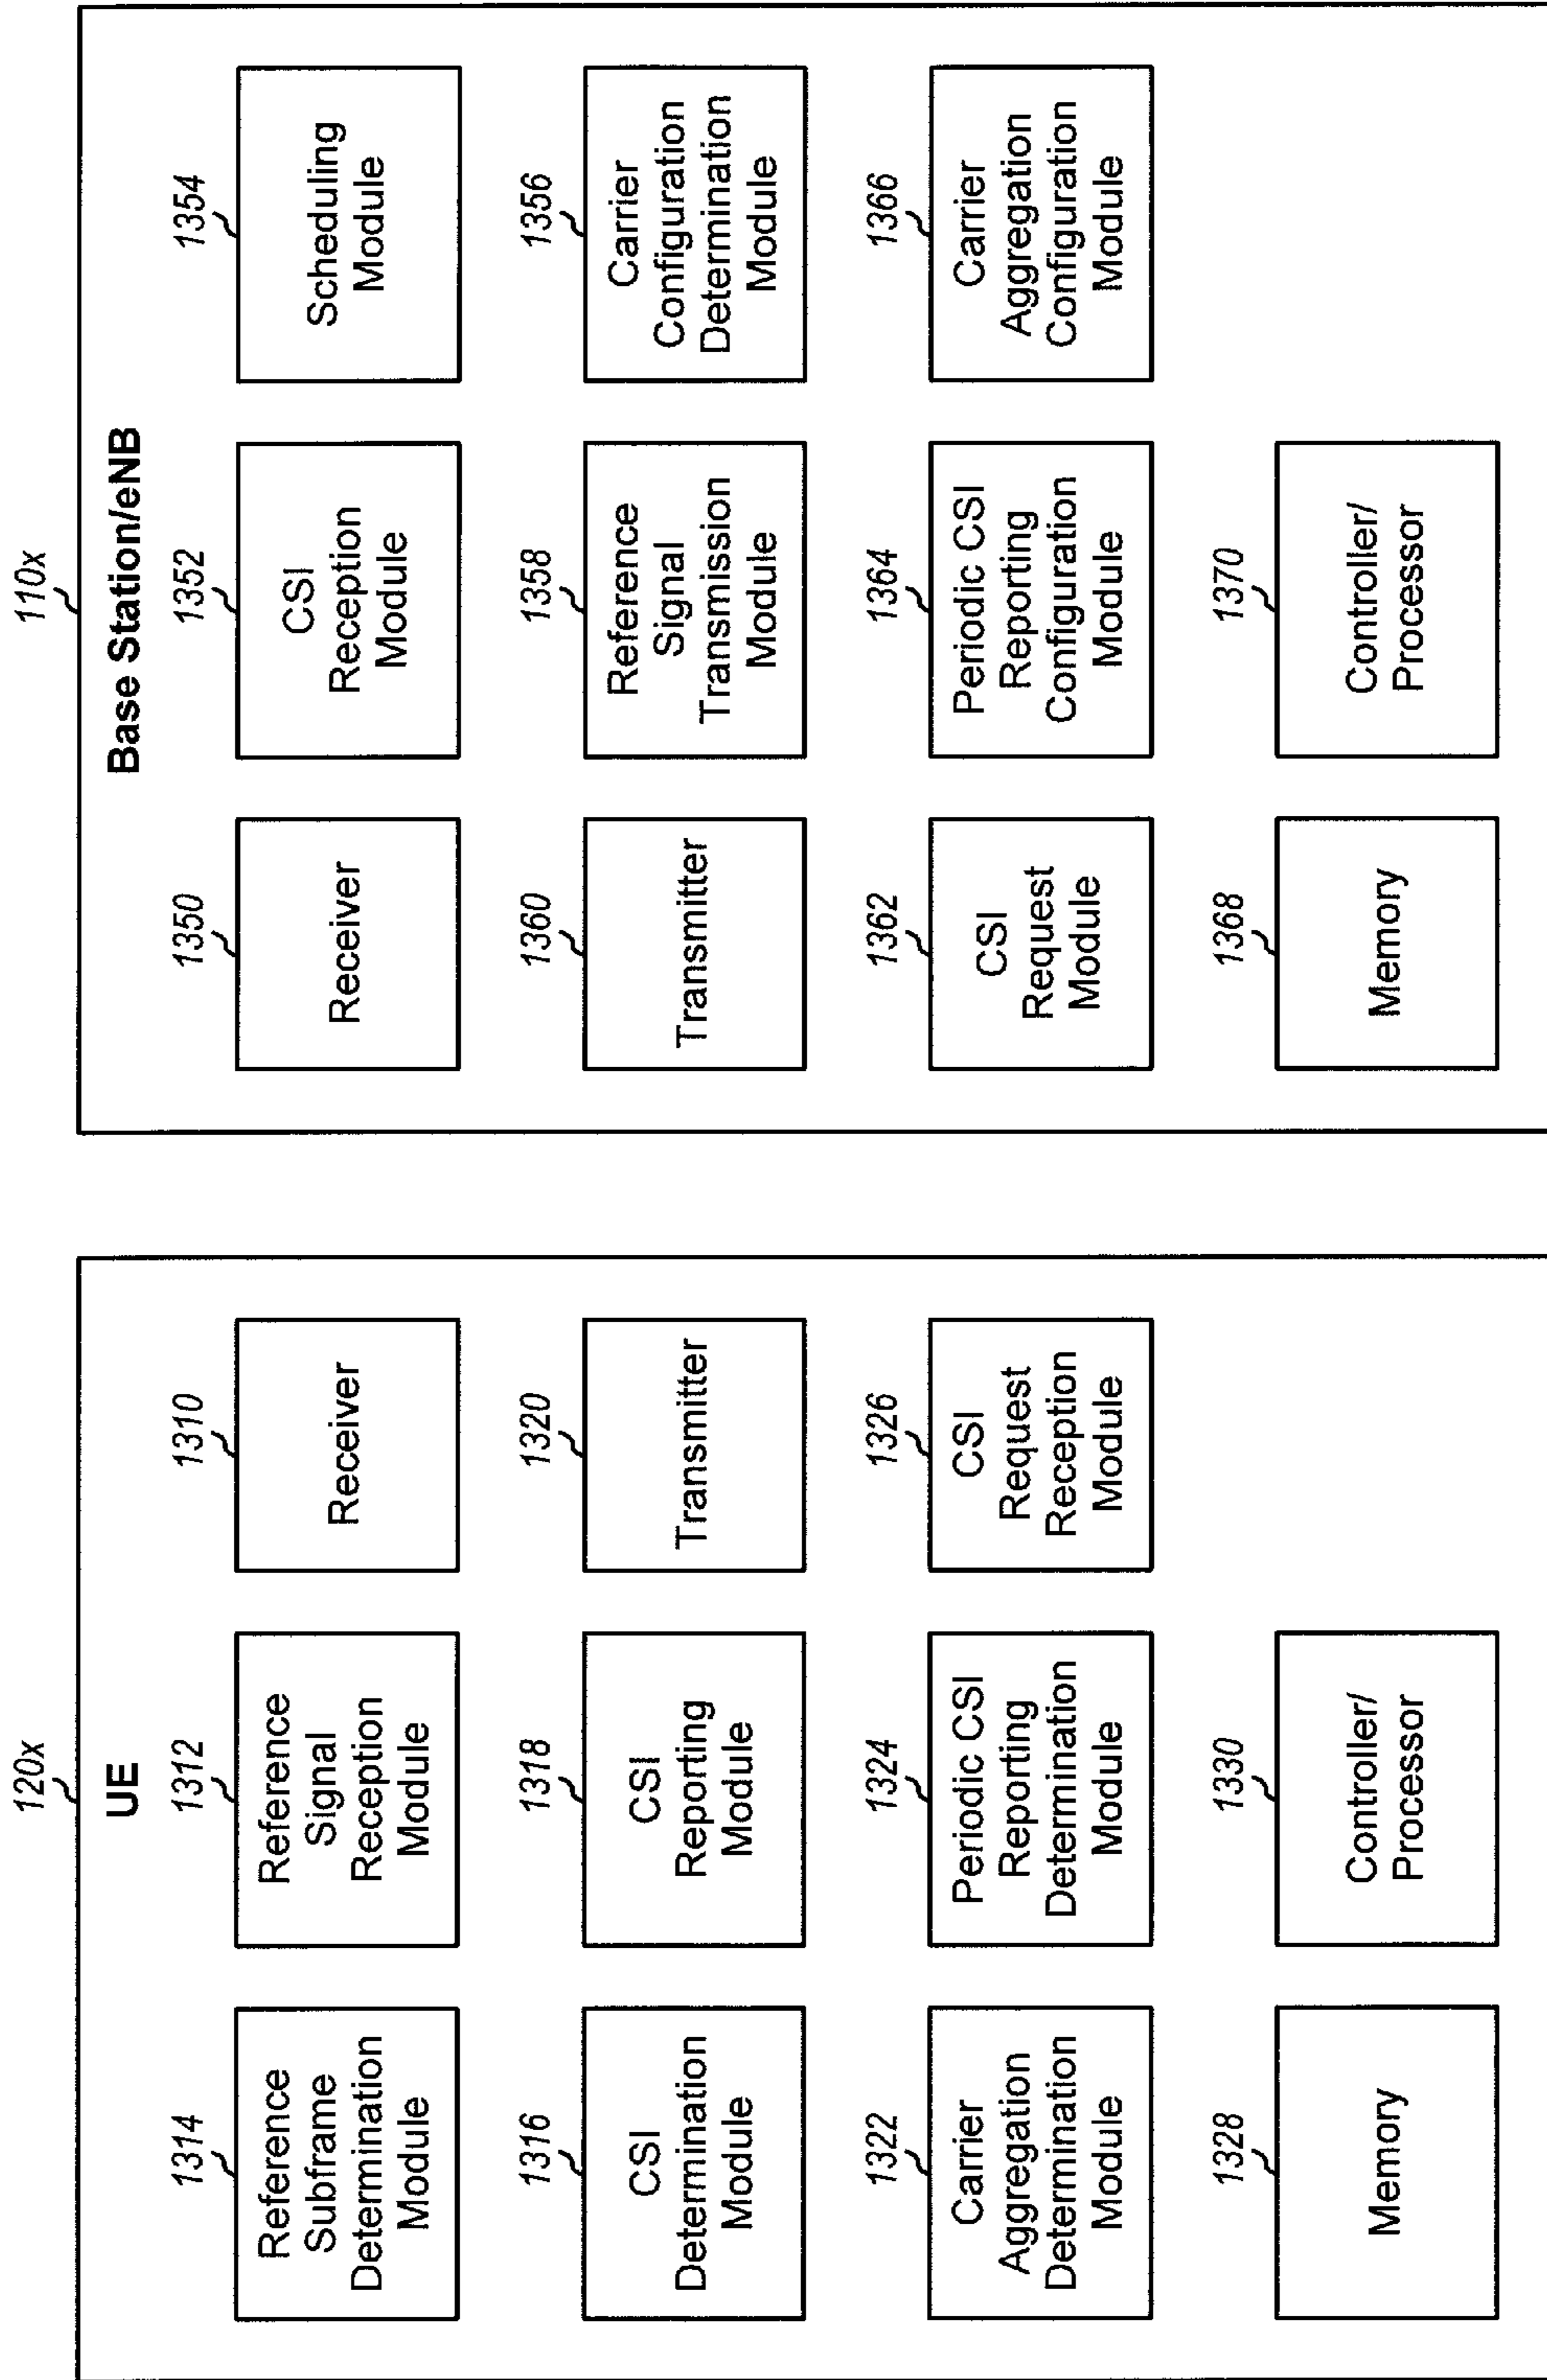 120x
UE
1314
Reference
Subframe
Determination
Module
1312
Reference
Signal
Reception
Module
1310
Receiver
1316
CSI
Determination
Module
1318
CSI
Reporting
Module
1320
Transmitter
1322
Carrier
Aggregation
Determination
Module
1324
Periodic CSI
Reporting
Determination
Module
1326
CSI
Request
Reception
Module
1328
Memory
1330
Controller/
Processor
110x
Base Station/eNB
1350
Receiver
1352
CSI
Reception
Module
1354
Scheduling
Module
1360
Transmitter
1358
Reference
Signal
Transmission
Module
1356
Carrier
Configuration
Determination
Module
1362
CSI
Request
Module
1364
Periodic CSI
Reporting
Configuration
Module
1366
Carrier
Aggregation
Configuration
Module
1368
Memory
1370
Controller/
Processor